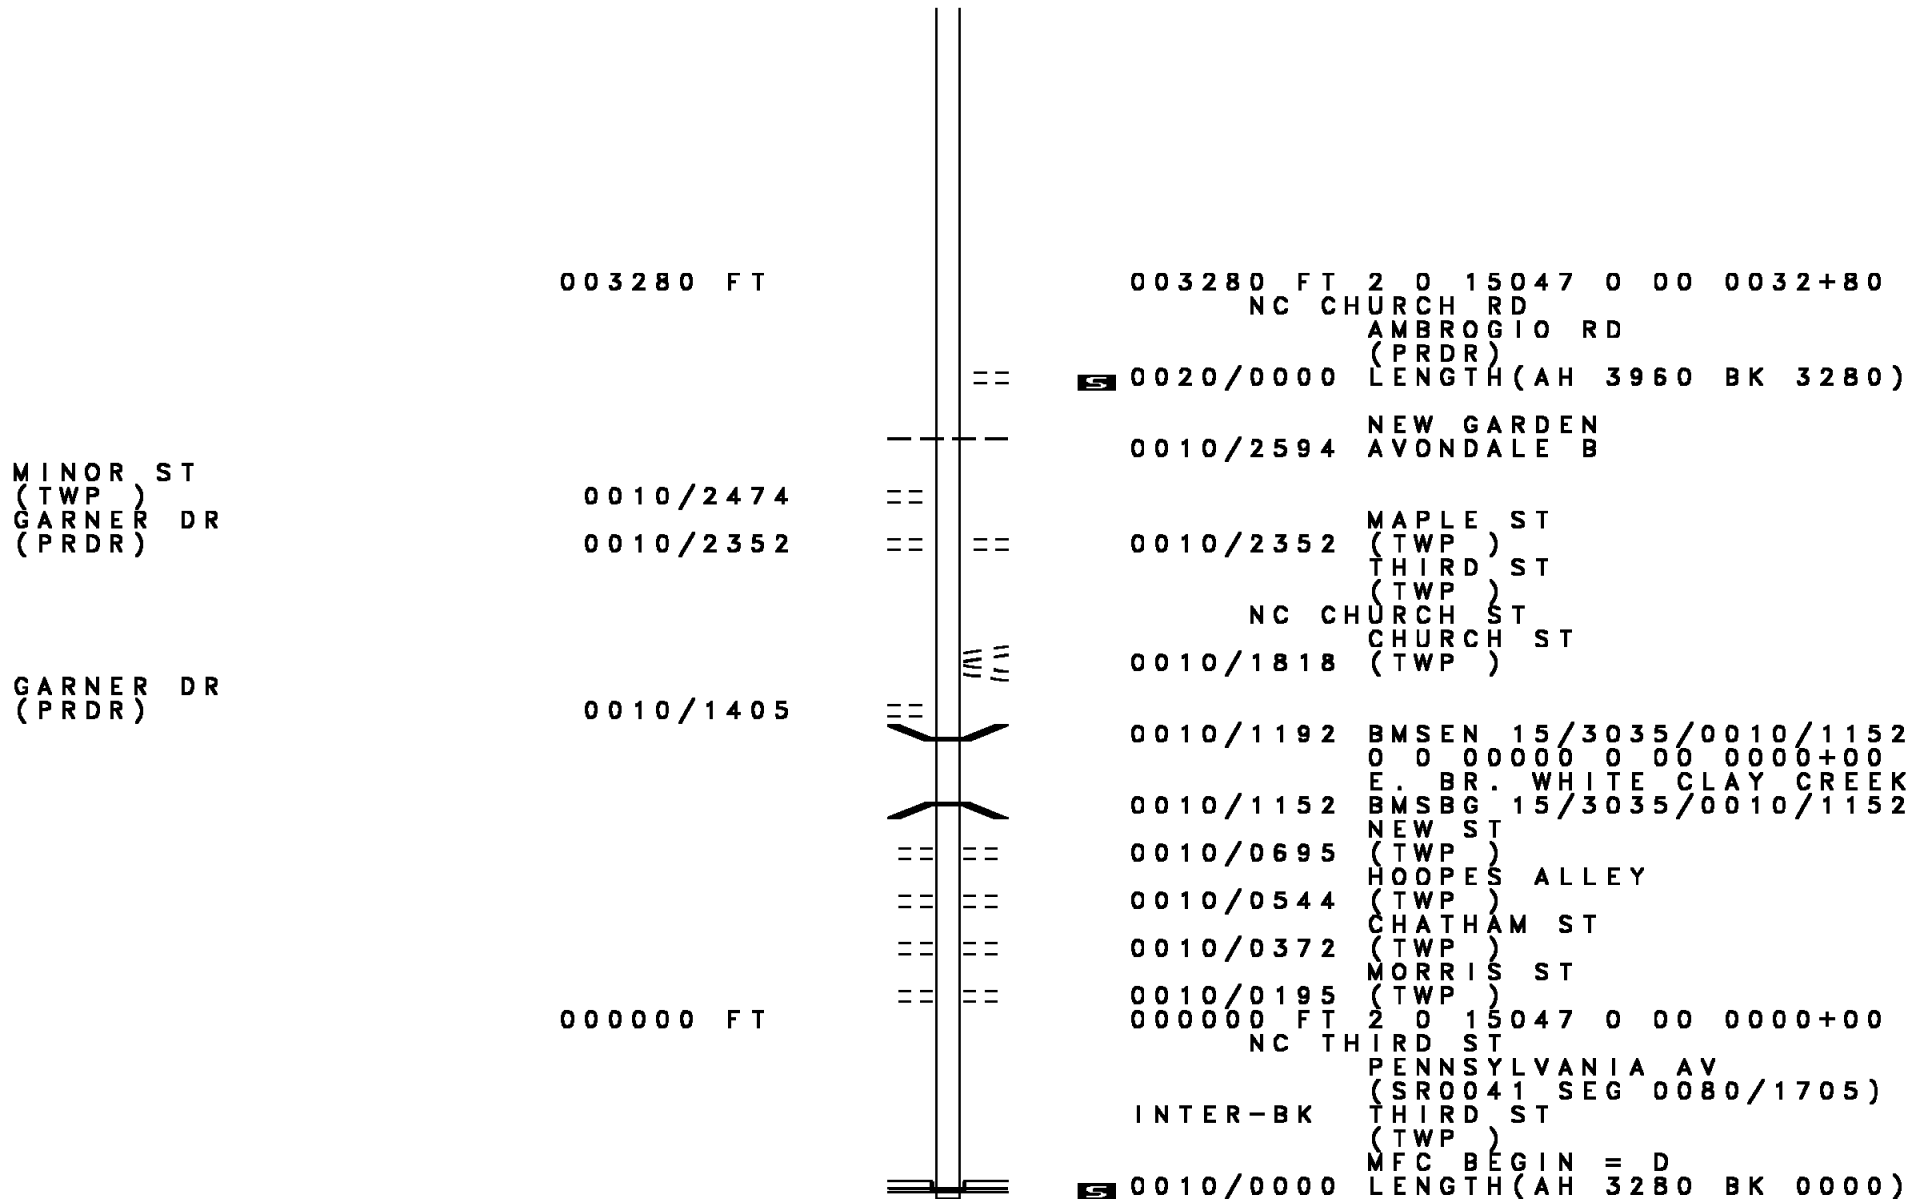 003280 FT 003280 FT 2 0 15047 0 00 0032+80
NC CHURCH RD
AMBROGIO RD
(PRDR)
S 0020/0000 LENGTH(AH 3960 BK 3280)
NEW GARDEN
0010/2594 AVONDALE B
MINOR ST
(TWP ) 0010/2474
GARNER DR MAPLE ST
(PRDR) 0010/2352 0010/2352 (TWP )
THIRD ST
(TWP )
NC CHURCH ST
CHURCH ST
0010/1818 (TWP )
GARNER DR
(PRDR) 0010/1405
0010/1192 BMSEN 15/3035/0010/1152
0 0 00000 0 00 0000+00
E. BR. WHITE CLAY CREEK
0010/1152 BMSBG 15/3035/0010/1152
NEW ST
0010/0695 (TWP )
HOOPES ALLEY
0010/0544 (TWP )
CHATHAM ST
0010/0372 (TWP )
MORRIS ST
0010/0195 (TWP )
000000 FT 000000 FT 2 0 15047 0 00 0000+00
NC THIRD ST
PENNSYLVANIA AV
(SR0041 SEG 0080/1705)
INTER-BK THIRD ST
(TWP )
MFC BEGIN = D
S 0010/0000 LENGTH(AH 3280 BK 0000)